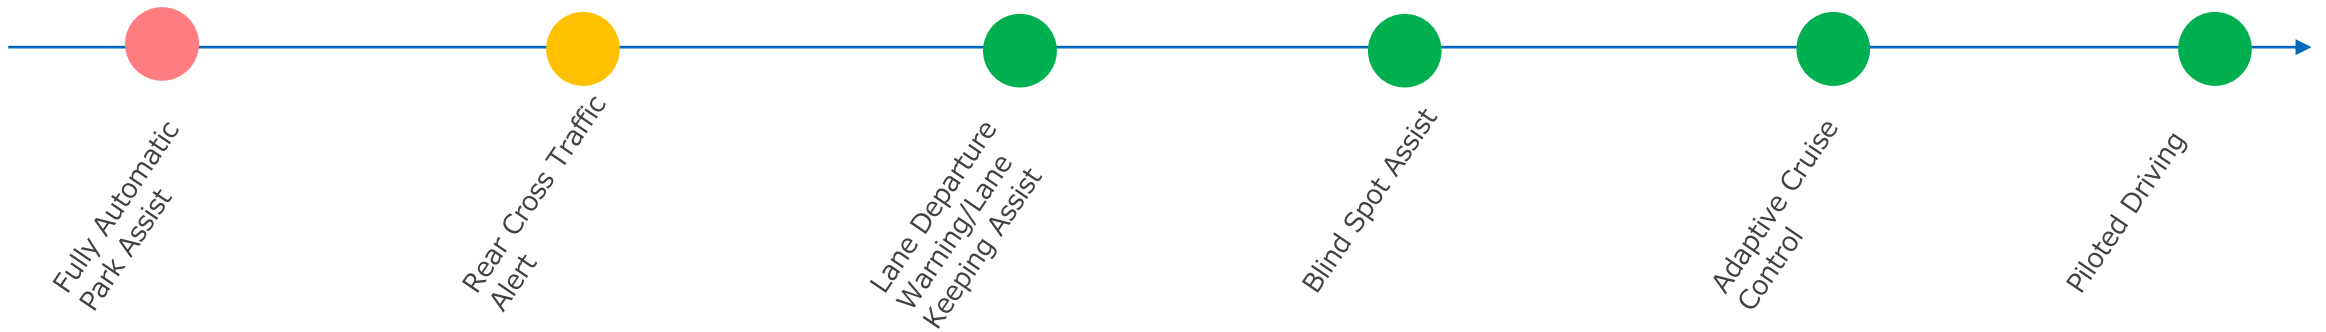 Fully Automatic
Park Assist
Rear Cross Traffic
Alert
Lane Departure
Warning/Lane
Keeping Assist
Blind Spot Assist
Adaptive Cruise
Control
Piloted Driving